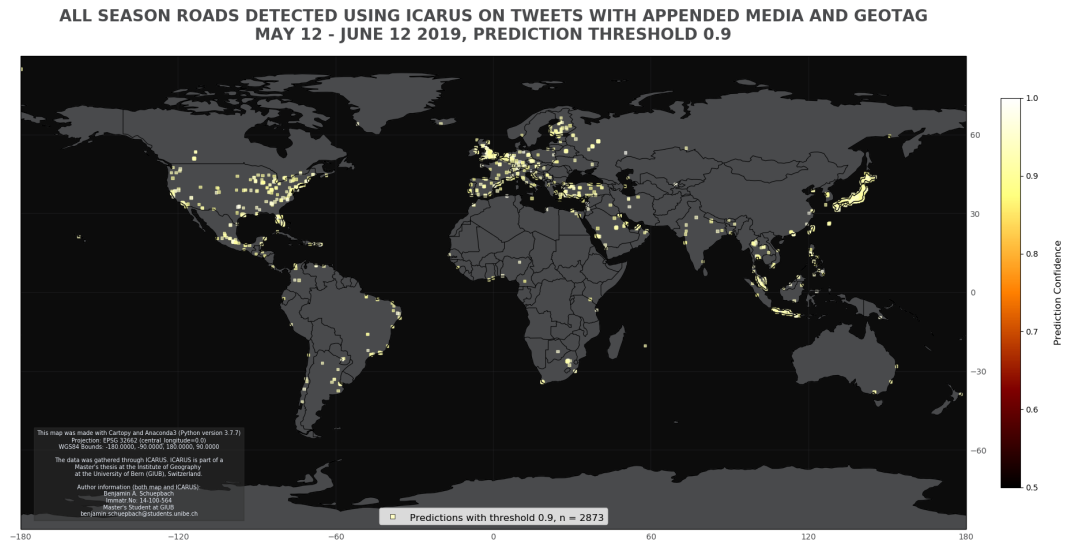 ALL SEASON ROADS DETECTED USING ICARUS ON TWEETS WITH APPENDED MEDIA AND GEOTAG
MAY 12 - JUNE 12 2019, PREDICTION THRESHOLD 0.9
1.0
0.9
0.8
0.7
0.6
0.5
Prediction Confidence
60
30
0
−30
−60
This map was made with Cartopy and Anaconda3 (Python version 3.7.7)
Projection: EPSG 32662 (central_longitude=0.0)
WGS84 Bounds: -180.0000, -90.0000, 180.0000, 90.0000
The data was gathered through ICARUS. ICARUS is part of a
Master's thesis at the Institute of Geography
at the University of Bern (GIUB), Switzerland.
Author information (both map and ICARUS):
Benjamin A. Schuepbach
Immatr.No: 14-100-564
Master's Student at GIUB
benjamin.schuepbach@students.unibe.ch
Predictions with threshold 0.9, n = 2873
−180
−120
−60
0
60
120
180